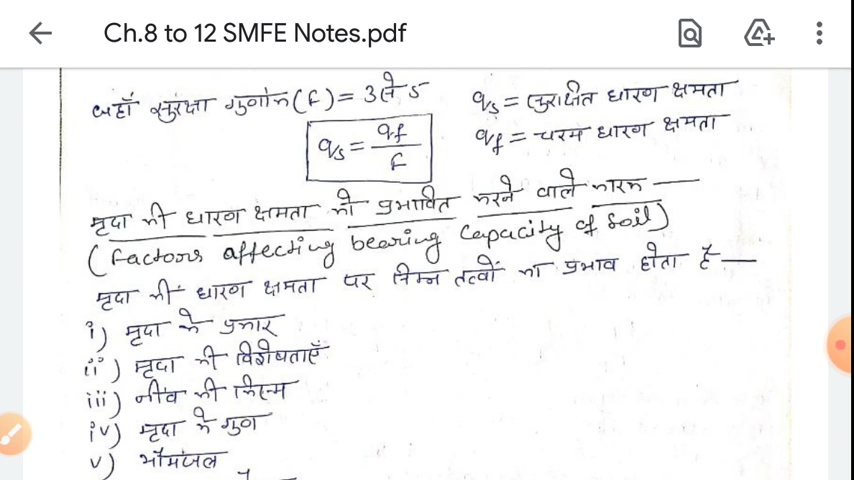 Ch.8 to 12 SMFE Notes.pdf
जहाँ सुरक्षा गुणांक (F) = 3 से 5
qs = सुरक्षित धारण क्षमता
qs = qf / F
qf = चरम धारण क्षमता
मृदा की धारण क्षमता को प्रभावित करने वाले कारक —
(Factors affecting bearing capacity of Soil)
मृदा की धारण क्षमता पर निम्न तत्वों का प्रभाव होता है —
i) मृदा के प्रकार
ii) मृदा की विशेषताएँ
iii) नींव की किस्म
iv) मृदा के गुण
v) भौमजल